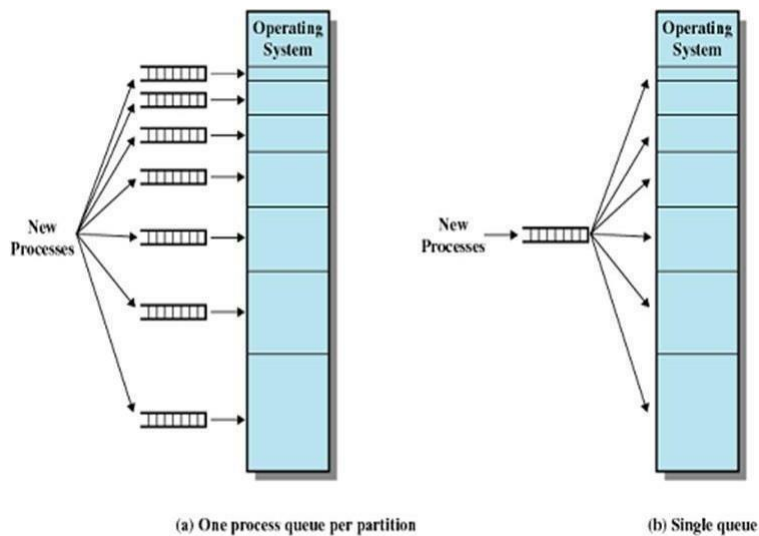 Operating
System
New
Processes
(a) One process queue per partition
Operating
System
New
Processes
(b) Single queue